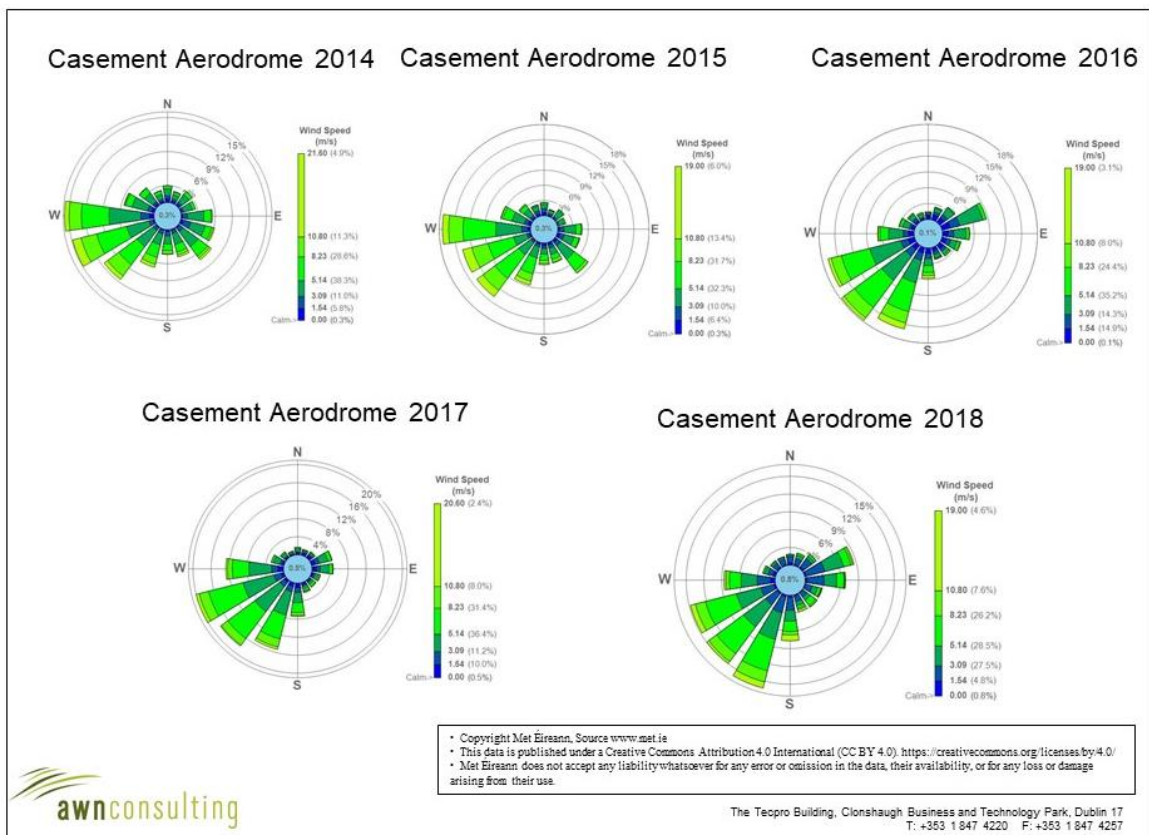 Casement Aerodrome 2014
N
W
E
S
15%
12%
9%
6%
0.3%
Wind Speed
(m/s)
21.60 (4.9%)
10.80 (11.3%)
8.23 (28.6%)
5.14 (38.3%)
3.09 (11.0%)
1.54 (5.8%)
Calm-> 0.00 (0.3%)
Casement Aerodrome 2015
N
W
E
S
18%
15%
12%
9%
6%
0.3%
Wind Speed
(m/s)
19.00 (6.0%)
10.80 (13.4%)
8.23 (31.7%)
5.14 (32.3%)
3.09 (10.0%)
1.54 (6.4%)
Calm-> 0.00 (0.3%)
Casement Aerodrome 2016
N
W
E
S
18%
15%
12%
9%
6%
0.1%
Wind Speed
(m/s)
19.00 (3.1%)
10.80 (8.0%)
8.23 (24.4%)
5.14 (35.2%)
3.09 (14.3%)
1.54 (14.9%)
Calm-> 0.00 (0.1%)
Casement Aerodrome 2017
N
W
E
S
20%
16%
12%
8%
4%
0.5%
Wind Speed
(m/s)
20.60 (2.4%)
10.80 (8.0%)
8.23 (31.4%)
5.14 (36.4%)
3.09 (11.2%)
1.54 (10.0%)
Calm-> 0.00 (0.5%)
Casement Aerodrome 2018
N
W
E
S
15%
12%
9%
6%
0.8%
Wind Speed
(m/s)
19.00 (4.6%)
10.80 (7.6%)
8.23 (26.2%)
5.14 (28.5%)
3.09 (27.5%)
1.54 (4.8%)
Calm-> 0.00 (0.8%)
• Copyright Met Éireann, Source www.met.ie
• This data is published under a Creative Commons Attribution 4.0 International (CC BY 4.0). https://creativecommons.org/licenses/by/4.0/
• Met Éireann does not accept any liability whatsoever for any error or omission in the data, their availability, or for any loss or damage
arising from their use.
awnconsulting
The Tecpro Building, Clonshaugh Business and Technology Park, Dublin 17
T: +353 1 847 4220 F: +353 1 847 4257